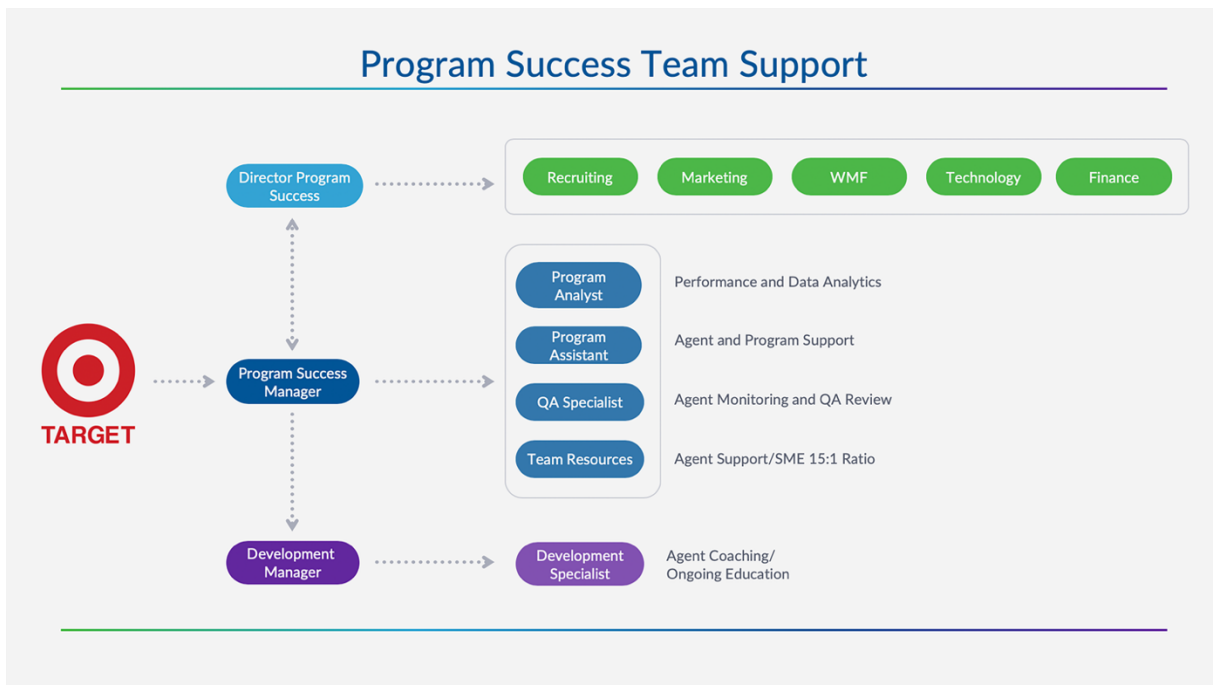 Program Success Team Support
Director Program
Success
Recruiting
Marketing
WMF
Technology
Finance
Program
Analyst
Performance and Data Analytics
Program
Assistant
Agent and Program Support
TARGET
Program Success
Manager
QA Specialist
Agent Monitoring and QA Review
Team Resources
Agent Support/SME 15:1 Ratio
Development
Manager
Development
Specialist
Agent Coaching/
Ongoing Education